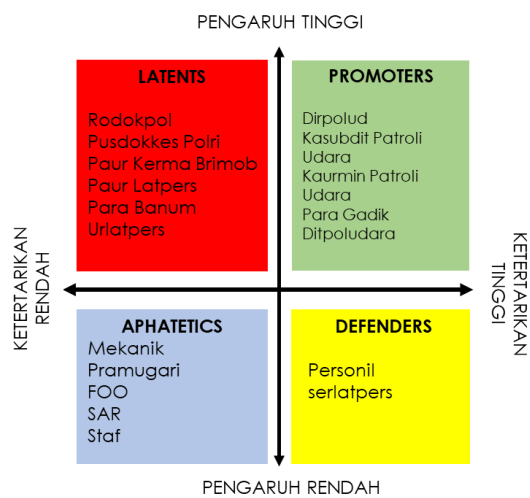 PENGARUH TINGGI
LATENTS
Rodokpol
Pusdokkes Polri
Paur Kerma Brimob
Paur Latpers
Para Banum
Urlatpers
PROMOTERS
Dirpolud
Kasubdit Patroli
Udara
Kaurmin Patroli
Udara
Para Gadik
Ditpoludara
KETERTARIKAN
RENDAH
KETERTARIKAN
TINGGI
APHATETICS
Mekanik
Pramugari
FOO
SAR
Staf
DEFENDERS
Personil
serlatpers
PENGARUH RENDAH